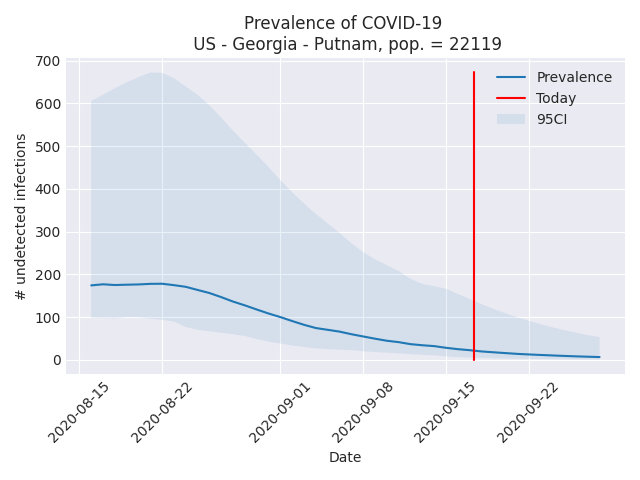 Prevalence of COVID-19
US - Georgia - Putnam, pop. = 22119
Prevalence
Today
95CI
# undetected infections
700
600
500
400
300
200
100
0
2020-08-15
2020-08-22
2020-09-01
2020-09-08
2020-09-15
2020-09-22
Date